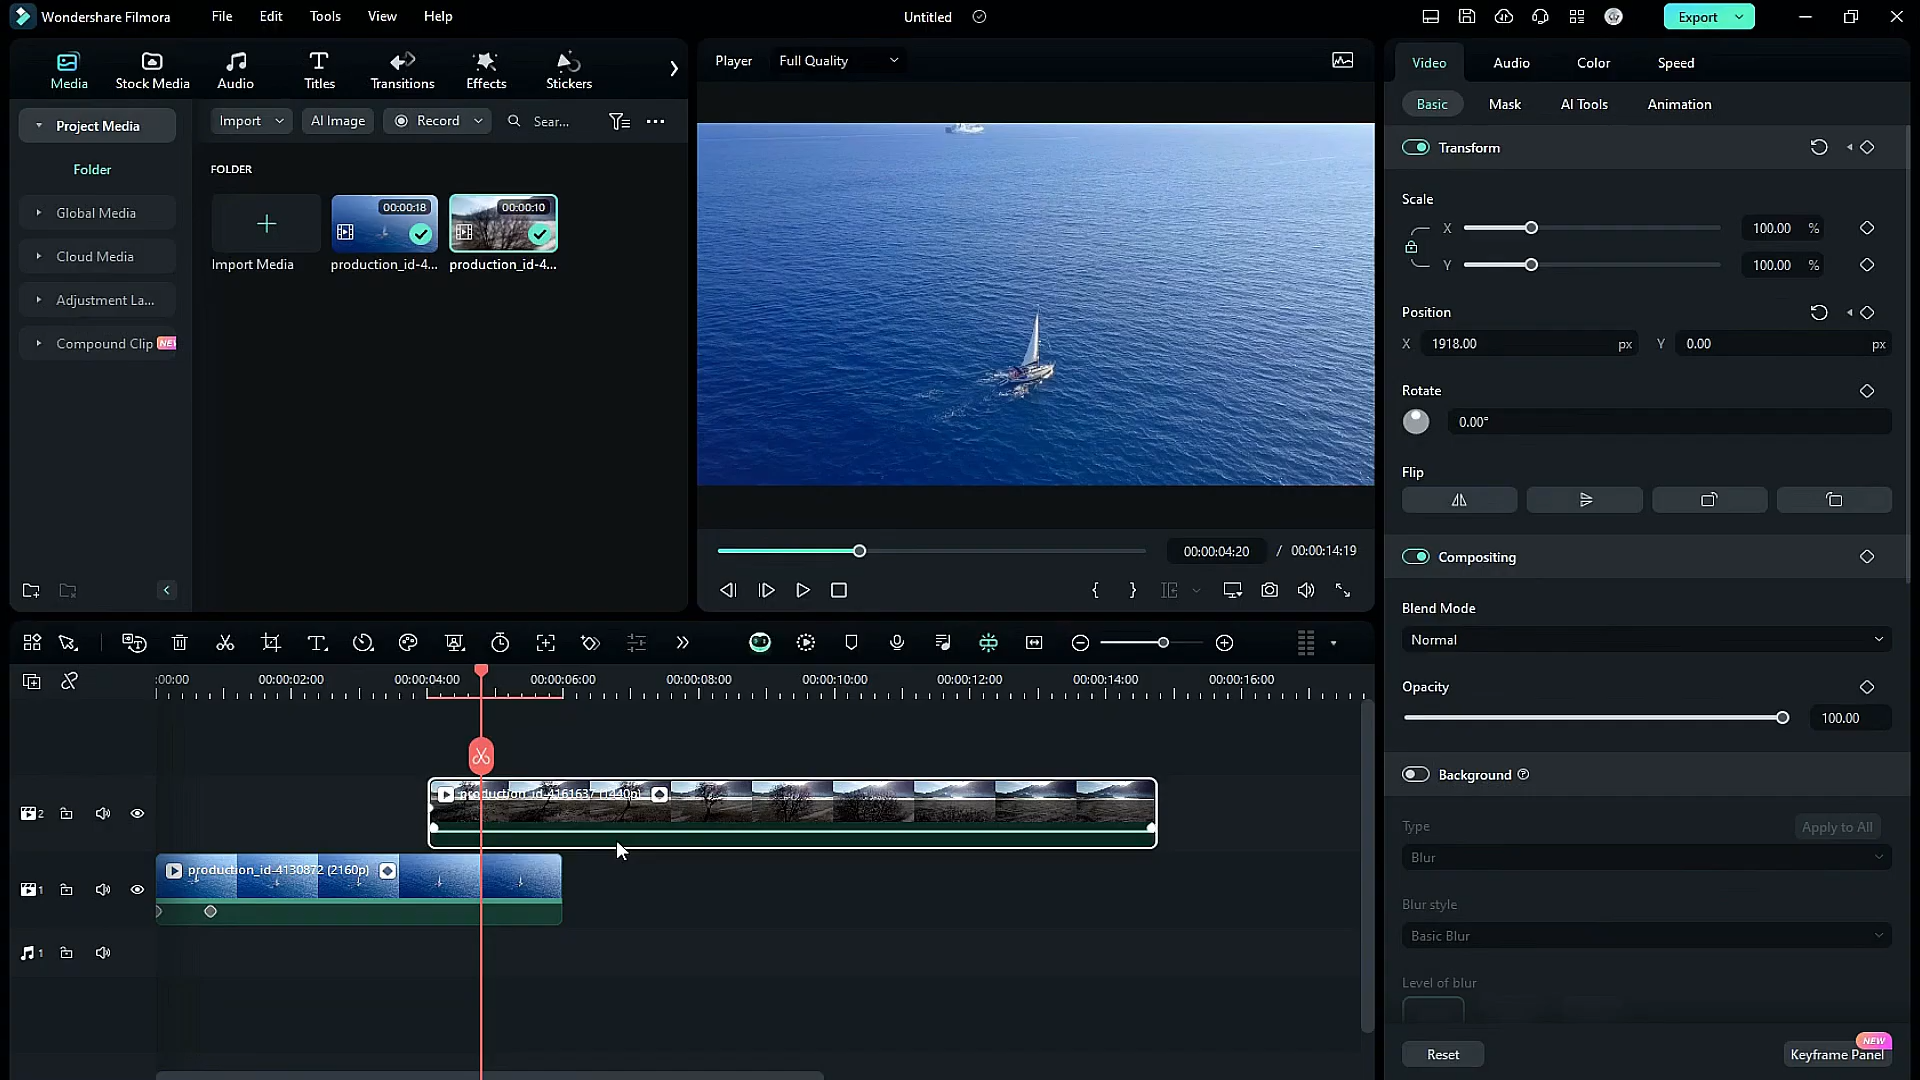 Wondershare Filmora
File
Edit
Tools
View
Help
Untitled
Export
Media
Stock Media
Audio
Titles
Transitions
Effects
Stickers
Project Media
Folder
Global Media
Cloud Media
Adjustment La...
Compound Clip
Import
AI Image
Record
Sear...
FOLDER
00:00:18
00:00:10
Import Media
production_id-4...
production_id-4...
Player
Full Quality
00:00:04:20
/ 00:00:14:19
Video
Audio
Color
Speed
Basic
Mask
AI Tools
Animation
Transform
Scale
X
100.00
%
Y
100.00
%
Position
X
1918.00
px
Y
0.00
px
Rotate
0.00°
Flip
Compositing
Blend Mode
Normal
Opacity
100.00
Background
Type
Apply to All
Blur
Blur style
Basic Blur
Level of blur
Reset
NEW
Keyframe Panel
:00:00
00:00:02:00
00:00:04:00
00:00:06:00
00:00:08:00
00:00:10:00
00:00:12:00
00:00:14:00
00:00:16:00
2
production_id-4161637 (1440p)
1
production_id-4130872 (2160p)
1